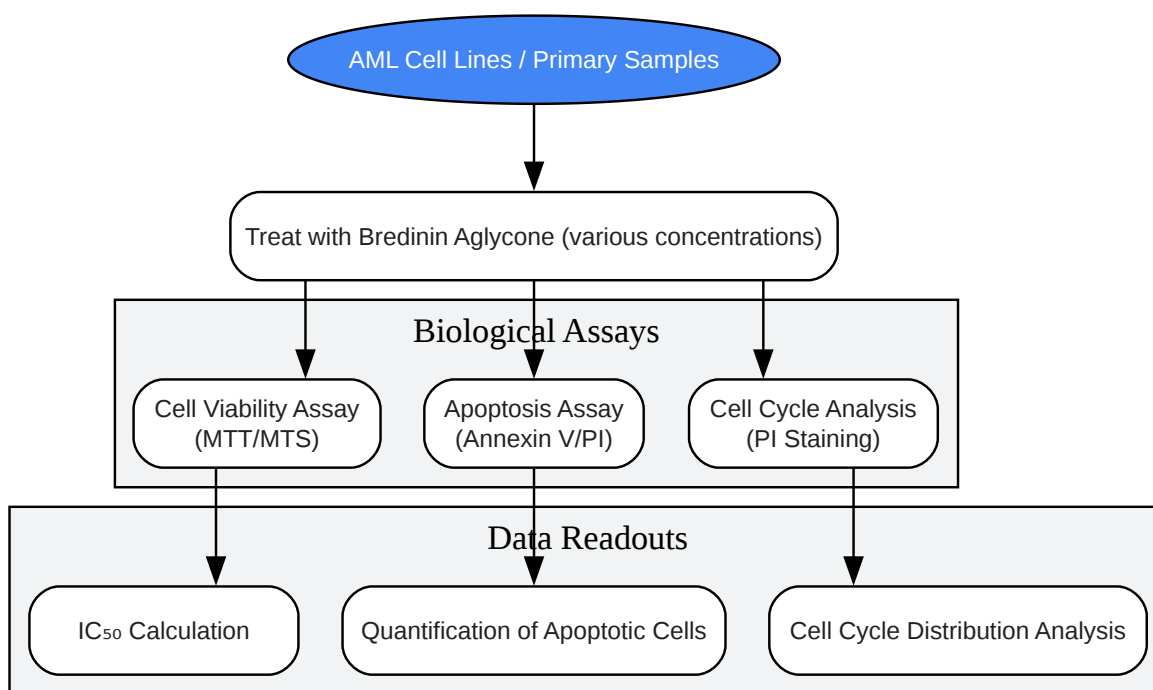 AML Cell Lines / Primary Samples
Treat with Bredinin Aglycone (various concentrations)
Biological Assays
Cell Viability Assay
(MTT/MTS)
Apoptosis Assay
(Annexin V/PI)
Cell Cycle Analysis
(PI Staining)
Data Readouts
IC₅₀ Calculation
Quantification of Apoptotic Cells
Cell Cycle Distribution Analysis